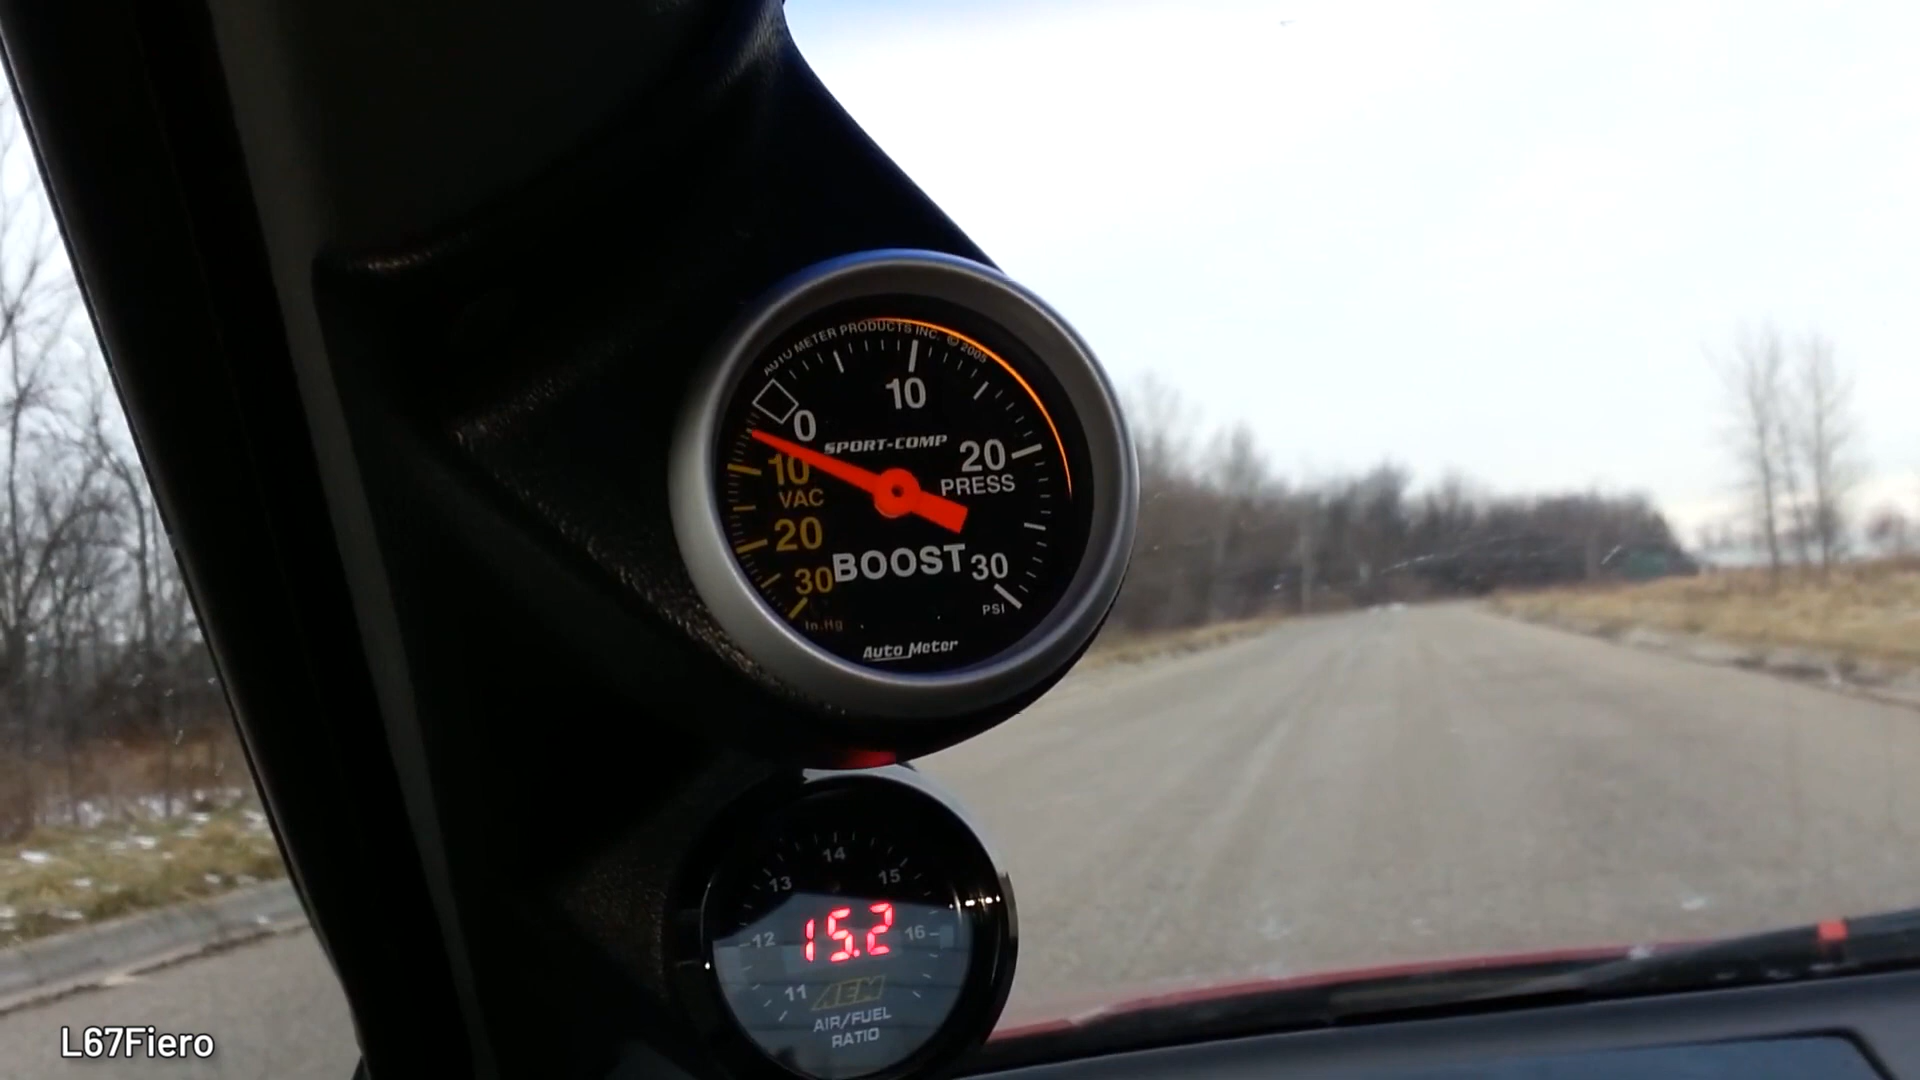 AUTO METER PRODUCTS INC. © 2005
10
0
SPORT-COMP
20
10
PRESS
VAC
20
BOOST
30
30
PSI
In.Hg
Auto Meter
14
13
15
15.2
12
16
11
AEM
AIR/FUEL
RATIO
L67Fiero